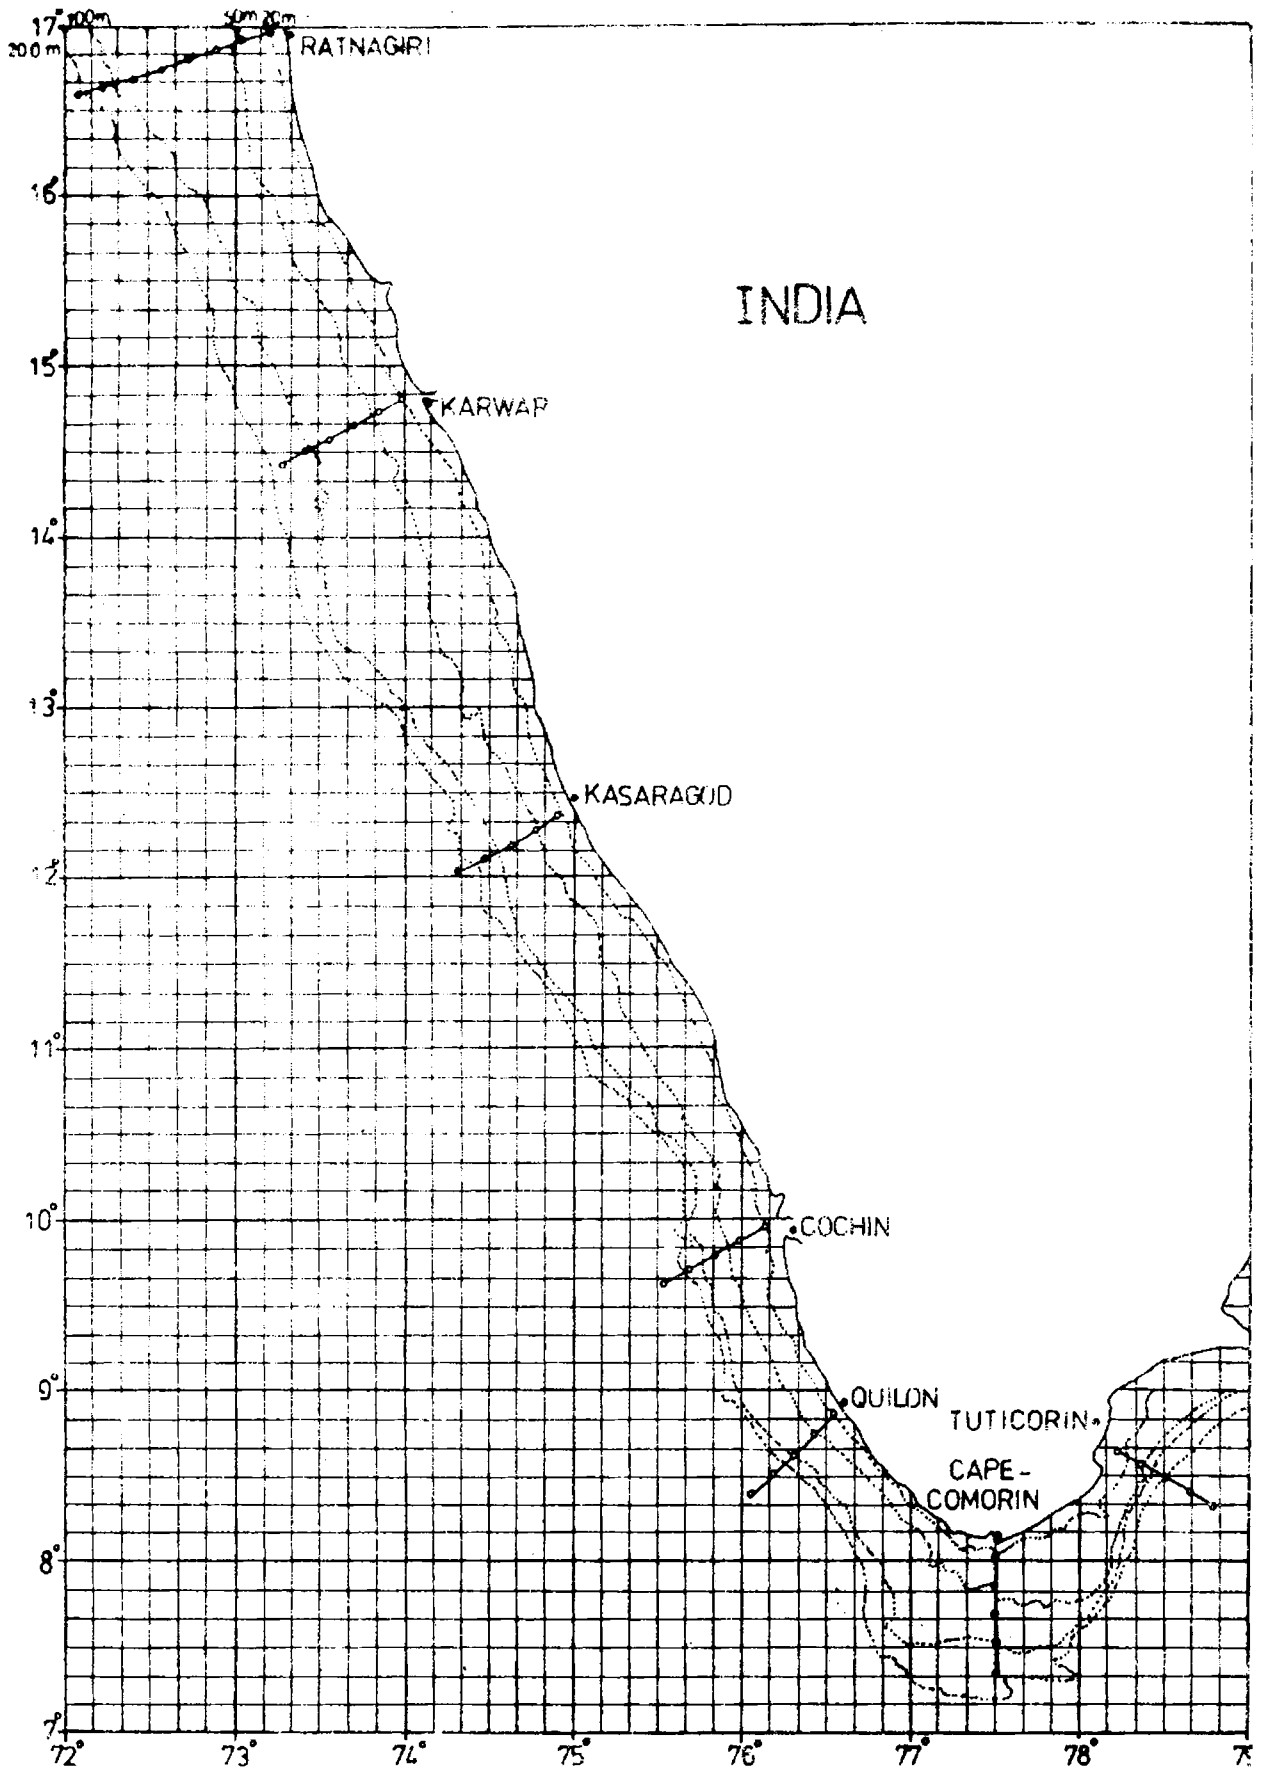 100m 50m 20m
17°
200m
RATNAGIRI
16°
INDIA
15°
KARWAR
14°
13°
KASARAGOD
12°
11°
10°
COCHIN
9°
QUILON
TUTICORIN
CAPE-
COMORIN
8°
7°
72° 73° 74° 75° 76° 77° 78°